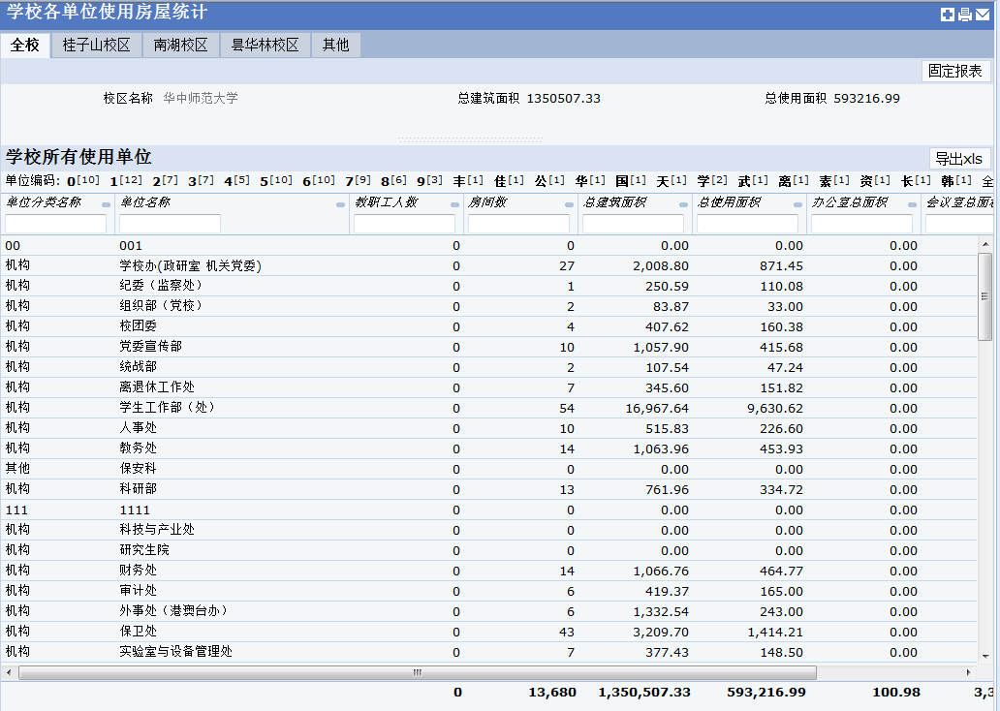 学校各单位使用房屋统计
全校 桂子山校区 南湖校区 昙华林校区 其他
固定报表
校区名称 华中师范大学 总建筑面积 1350507.33 总使用面积 593216.99
学校所有使用单位 导出xls
单位编码: 0[10] 1[12] 2[7] 3[7] 4[5] 5[10] 6[10] 7[9] 8[6] 9[3] 丰[1] 佳[1] 公[1] 华[1] 国[1] 天[1] 学[2] 武[1] 离[1] 素[1] 资[1] 长[1] 韩[1] 全
单位分类名称 单位名称 教职工人数 房间数 总建筑面积 总使用面积 办公室总面积 会议室总面积
00 001 0 0 0.00 0.00 0.00
机构 学校办(政研室 机关党委) 0 27 2,008.80 871.45 0.00
机构 纪委（监察处） 0 1 250.59 110.08 0.00
机构 组织部（党校） 0 2 83.87 33.00 0.00
机构 校团委 0 4 407.62 160.38 0.00
机构 党委宣传部 0 10 1,057.90 415.68 0.00
机构 统战部 0 2 107.54 47.24 0.00
机构 离退休工作处 0 7 345.60 151.82 0.00
机构 学生工作部（处） 0 54 16,967.64 9,630.62 0.00
机构 人事处 0 10 515.83 226.60 0.00
机构 教务处 0 14 1,063.96 453.93 0.00
其他 保安科 0 0 0.00 0.00 0.00
机构 科研部 0 13 761.96 334.72 0.00
111 1111 0 0 0.00 0.00 0.00
机构 科技与产业处 0 0 0.00 0.00 0.00
机构 研究生院 0 0 0.00 0.00 0.00
机构 财务处 0 14 1,066.76 464.77 0.00
机构 审计处 0 6 419.37 165.00 0.00
机构 外事处（港澳台办） 0 6 1,332.54 243.00 0.00
机构 保卫处 0 43 3,209.70 1,414.21 0.00
机构 实验室与设备管理处 0 7 377.43 148.50 0.00
0 13,680 1,350,507.33 593,216.99 100.98 3,3